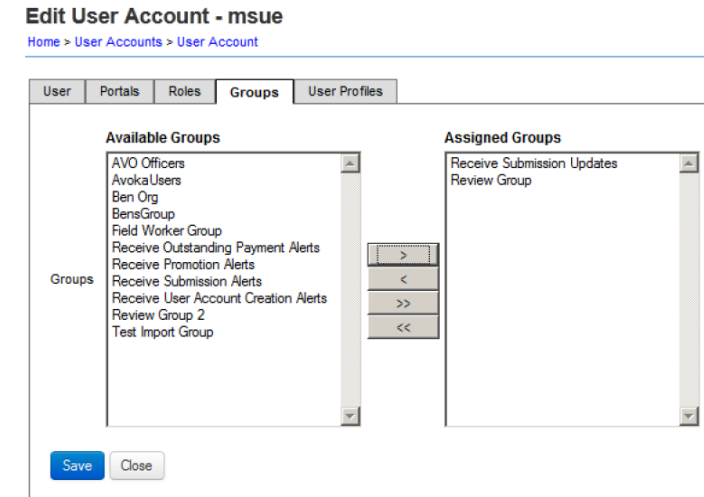 Edit User Account - msue
Home > User Accounts > User Account
User Portals Roles Groups User Profiles
Available Groups
AVO Officers
AvokaUsers
Ben Org
BensGroup
Field Worker Group
Receive Outstanding Payment Alerts
Receive Promotion Alerts
Receive Submission Alerts
Receive User Account Creation Alerts
Review Group 2
Test Import Group
Groups
>
<
>>
<<
Assigned Groups
Receive Submission Updates
Review Group
Save Close